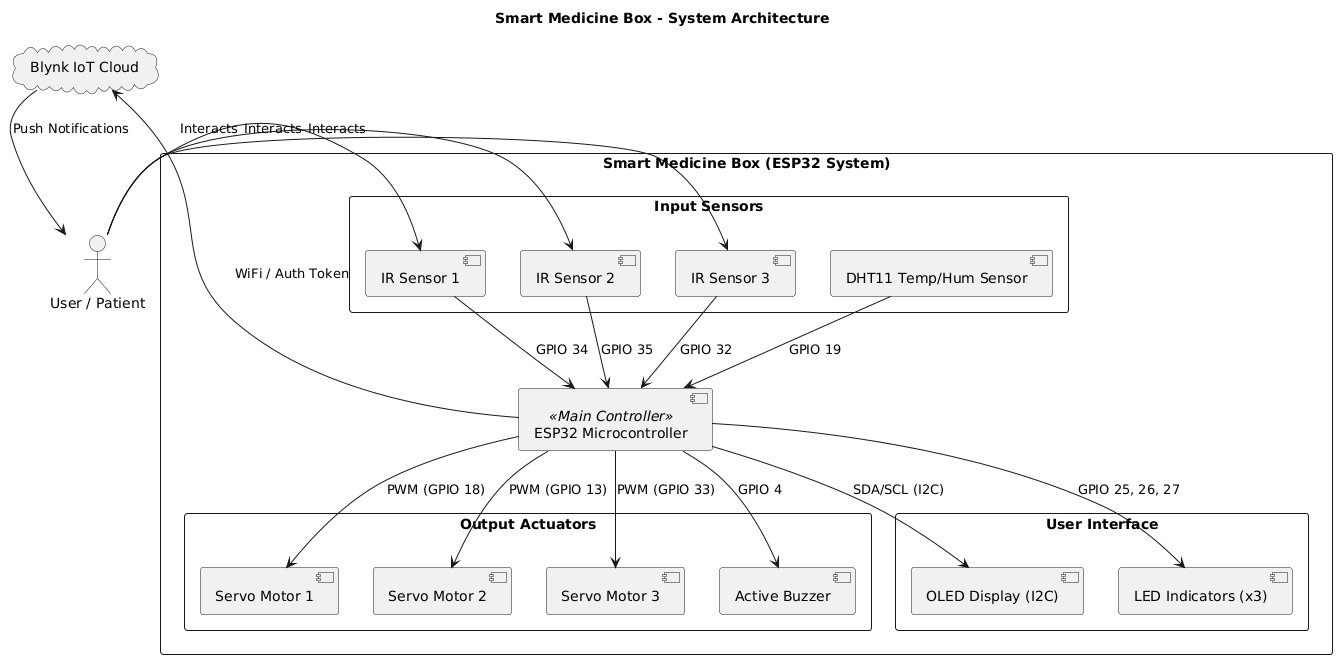 Smart Medicine Box - System Architecture
Blynk IoT Cloud
Push Notifications
Interacts
Interacts
Interacts
Smart Medicine Box (ESP32 System)
Input Sensors
User / Patient
WiFi / Auth Token
IR Sensor 1
IR Sensor 2
IR Sensor 3
DHT11 Temp/Hum Sensor
GPIO 34
GPIO 35
GPIO 32
GPIO 19
«Main Controller»
ESP32 Microcontroller
PWM (GPIO 18)
PWM (GPIO 13)
PWM (GPIO 33)
GPIO 4
SDA/SCL (I2C)
GPIO 25, 26, 27
Output Actuators
User Interface
Servo Motor 1
Servo Motor 2
Servo Motor 3
Active Buzzer
OLED Display (I2C)
LED Indicators (x3)